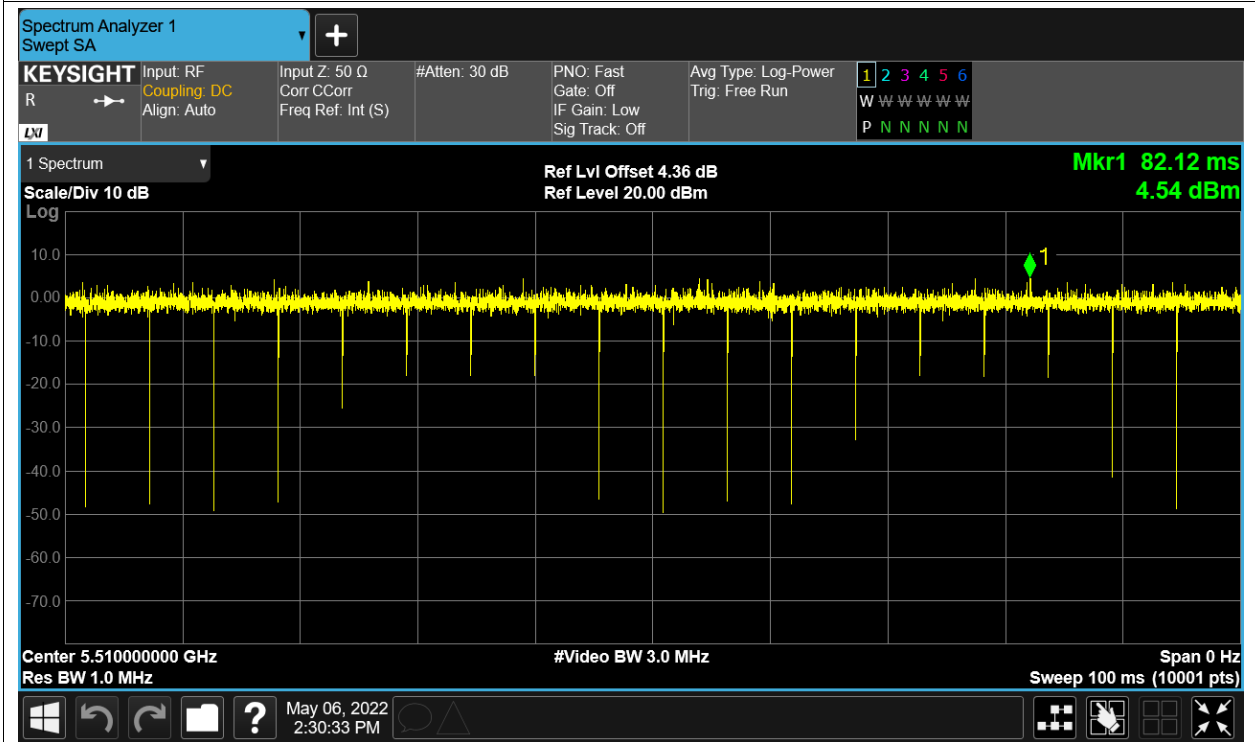 Spectrum Analyzer 1
Swept SA
+
KEYSIGHT
R
LXI
Input: RF
Coupling: DC
Align: Auto
Input Z: 50 Ω
Corr CCorr
Freq Ref: Int (S)
#Atten: 30 dB
PNO: Fast
Gate: Off
IF Gain: Low
Sig Track: Off
Avg Type: Log-Power
Trig: Free Run
1 2 3 4 5 6
W W W W W W
P N N N N N
1 Spectrum
Scale/Div 10 dB
Log
Ref Lvl Offset 4.36 dB
Ref Level 20.00 dBm
Mkr1 82.12 ms
4.54 dBm
1
10.0
0.00
-10.0
-20.0
-30.0
-40.0
-50.0
-60.0
-70.0
Center 5.510000000 GHz
Res BW 1.0 MHz
#Video BW 3.0 MHz
Span 0 Hz
Sweep 100 ms (10001 pts)
?
May 06, 2022
2:30:33 PM